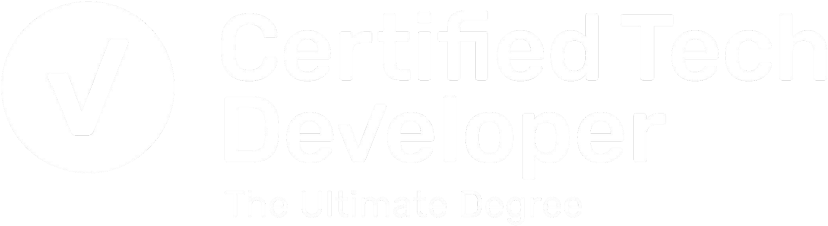 Certified Tech
Developer
The Ultimate Degree